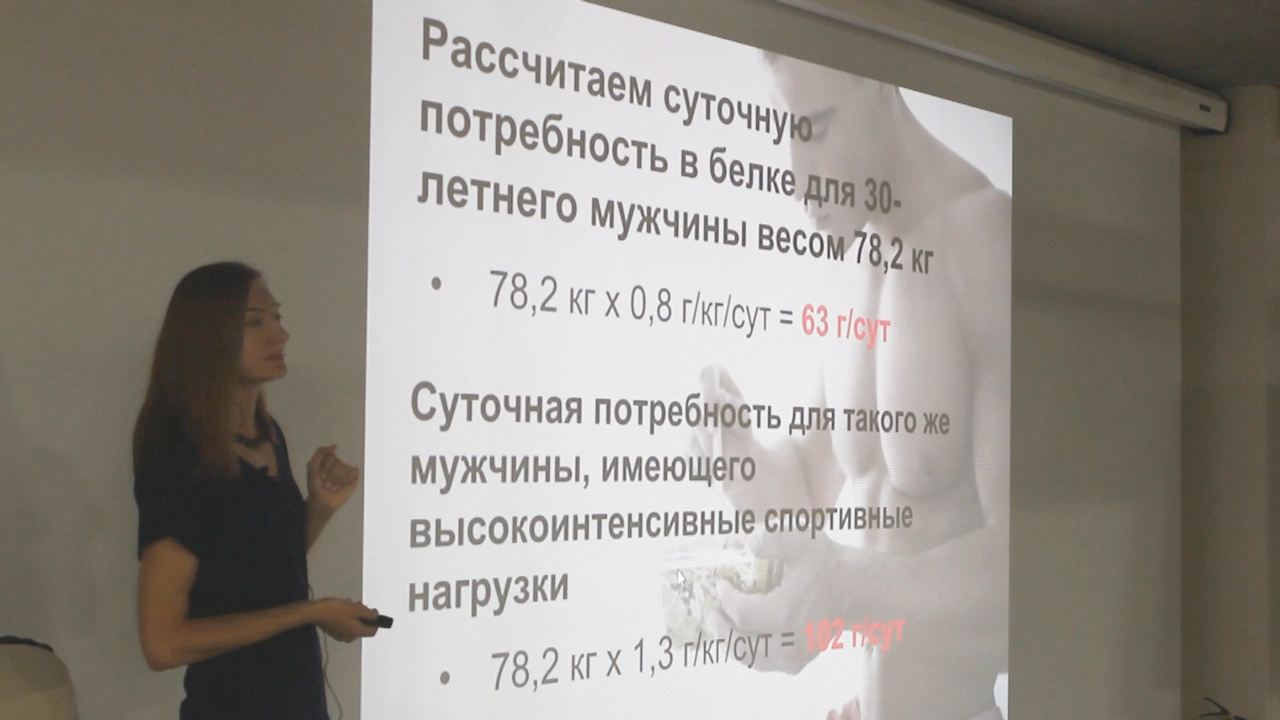 Рассчитаем суточную
потребность в белке для 30-
летнего мужчины весом 78,2 кг
• 78,2 кг х 0,8 г/кг/сут = 63 г/сут
Суточная потребность для такого же
мужчины, имеющего
высокоинтенсивные спортивные
нагрузки
• 78,2 кг х 1,3 г/кг/сут = 102 г/сут